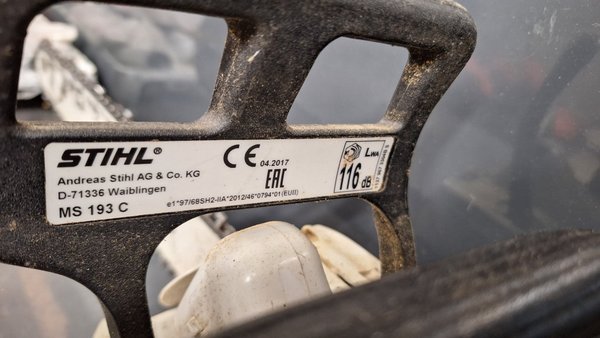 STIHL®
Andreas Stihl AG & Co. KG
D-71336 Waiblingen
MS 193 C
CE 04.2017
EAC
e1*97/68SH2-IIA*2012/46*0794*01(EUII)
LWA
116 dB